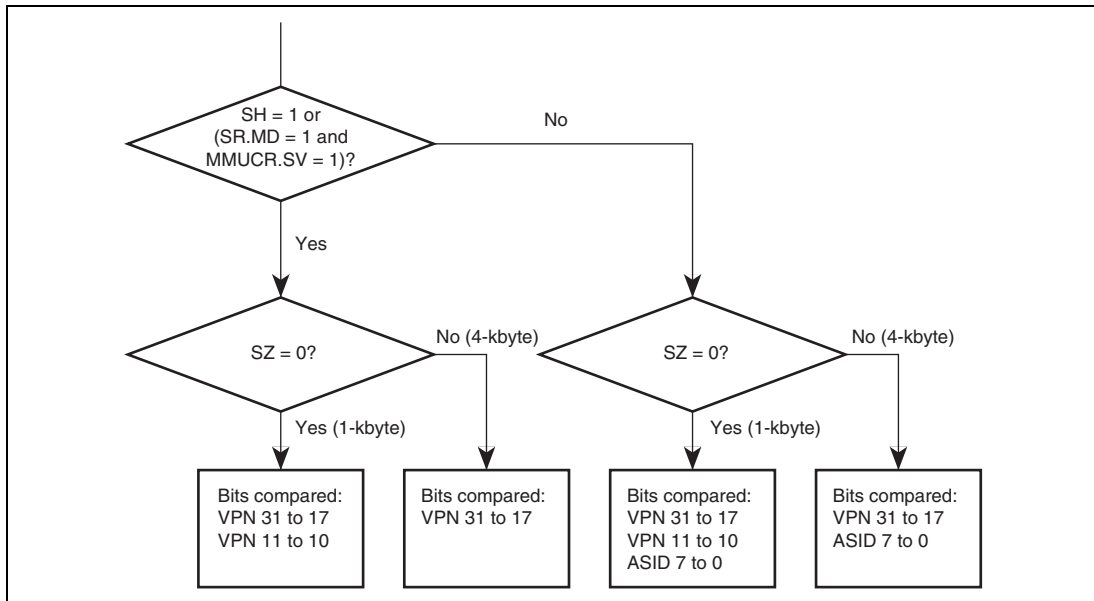 SH = 1 or
(SR.MD = 1 and
MMUCR.SV = 1)?
No
Yes
SZ = 0?
No (4-kbyte)
SZ = 0?
No (4-kbyte)
Yes (1-kbyte)
Yes (1-kbyte)
Bits compared:
VPN 31 to 17
VPN 11 to 10
Bits compared:
VPN 31 to 17
Bits compared:
VPN 31 to 17
VPN 11 to 10
ASID 7 to 0
Bits compared:
VPN 31 to 17
ASID 7 to 0